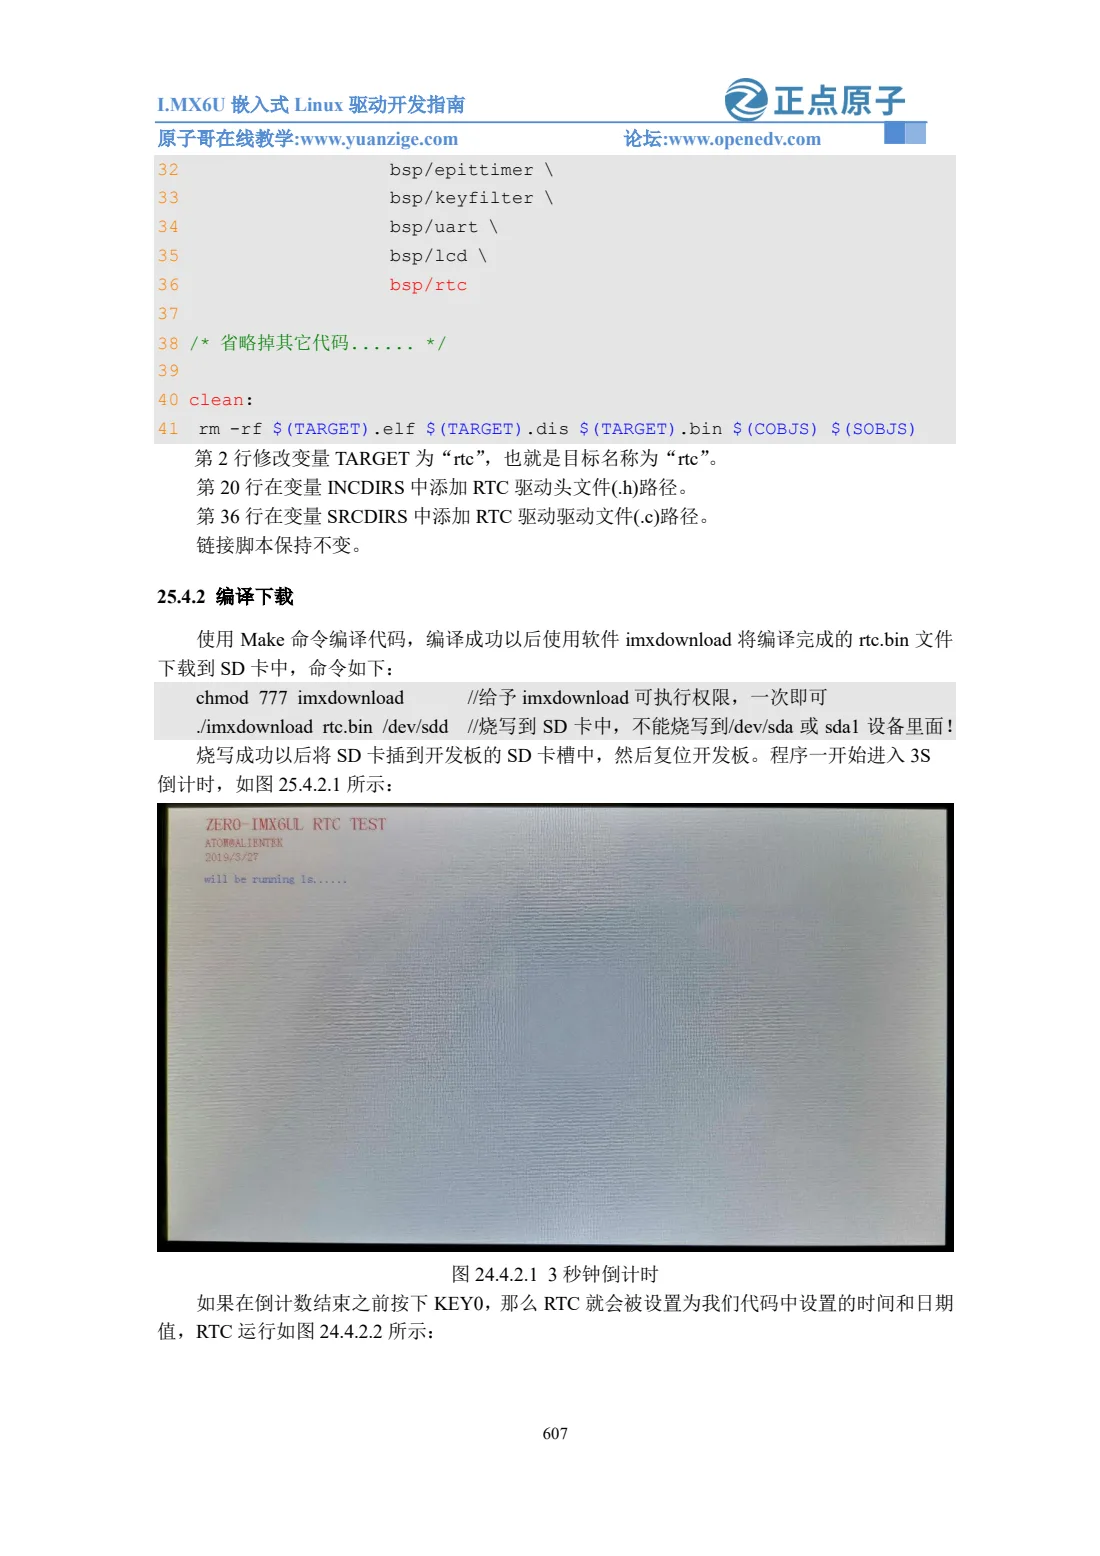 I.MX6U 嵌入式 Linux 驱动开发指南
正点原子
原子哥在线教学:www.yuanzige.com 论坛:www.openedv.com
32 bsp/epittimer \
33 bsp/keyfilter \
34 bsp/uart \
35 bsp/lcd \
36 bsp/rtc
37
38 /* 省略掉其它代码...... */
39
40 clean:
41 rm -rf $(TARGET).elf $(TARGET).dis $(TARGET).bin $(COBJS) $(SOBJS)
第 2 行修改变量 TARGET 为“rtc”，也就是目标名称为“rtc”。
第 20 行在变量 INCDIRS 中添加 RTC 驱动头文件(.h)路径。
第 36 行在变量 SRCDIRS 中添加 RTC 驱动驱动文件(.c)路径。
链接脚本保持不变。
25.4.2 编译下载
使用 Make 命令编译代码，编译成功以后使用软件 imxdownload 将编译完成的 rtc.bin 文件
下载到 SD 卡中，命令如下：
chmod 777 imxdownload //给予 imxdownload 可执行权限，一次即可
./imxdownload rtc.bin /dev/sdd //烧写到 SD 卡中，不能烧写到/dev/sda 或 sda1 设备里面！
烧写成功以后将 SD 卡插到开发板的 SD 卡槽中，然后复位开发板。程序一开始进入 3S
倒计时，如图 25.4.2.1 所示：
ZERO-IMX6UL RTC TEST
ATOM@ALIENTEK
2019/3/27
will be running 1s......
图 24.4.2.1 3 秒钟倒计时
如果在倒计数结束之前按下 KEY0，那么 RTC 就会被设置为我们代码中设置的时间和日期
值，RTC 运行如图 24.4.2.2 所示：
607